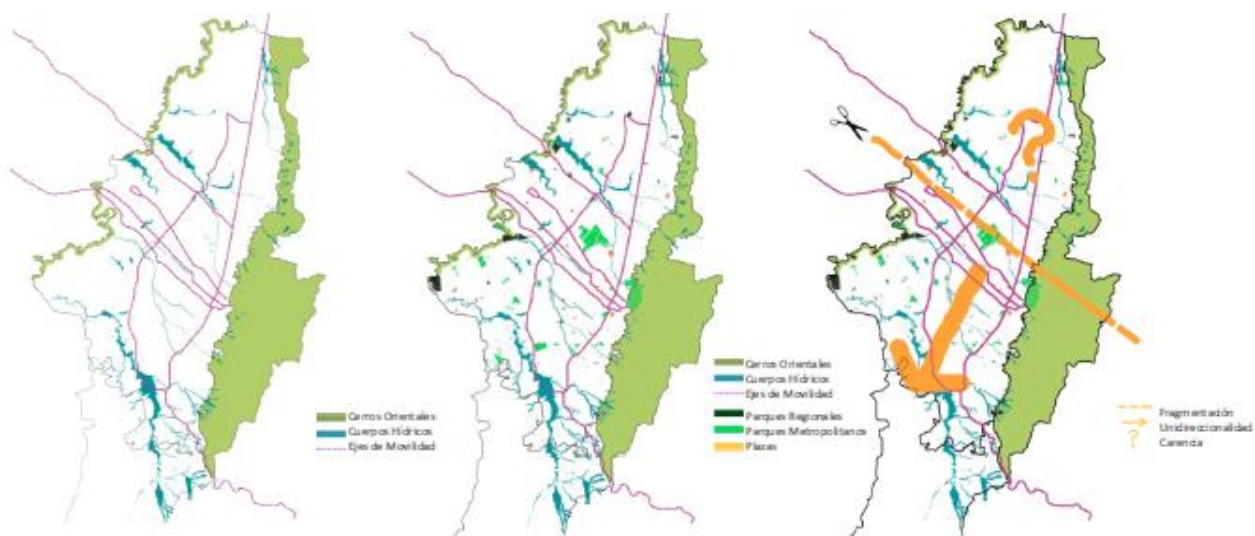 Cerros Orientales
Cuerpos Hídricos
Ejes de Movilidad
Cerros Orientales
Cuerpos Hídricos
Ejes de Movilidad
Parques Regionales
Parques Metropolitanos
Plazas
Fragmentación
Unidireccionalidad
? Carencia